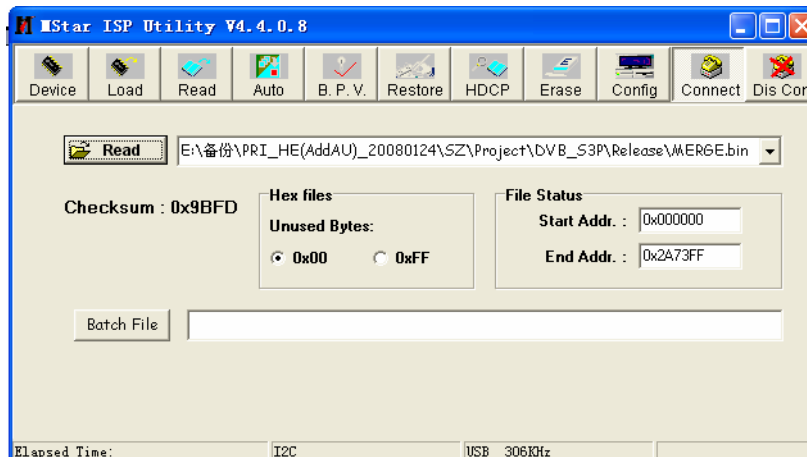 MStar ISP Utility V4.4.0.8
Device Load Read Auto B. P. V. Restore HDCP Erase Config Connect Dis Con
Read E:\备份\PRI_HE(AddAU)_20080124\SZ\Project\DVB_S3P\Release\MERGE.bin
Checksum : 0x9BFD
Hex files
Unused Bytes:
0x00 0xFF
File Status
Start Addr. : 0x000000
End Addr. : 0x2A73FF
Batch File
Elapsed Time: I2C USB 306KHz